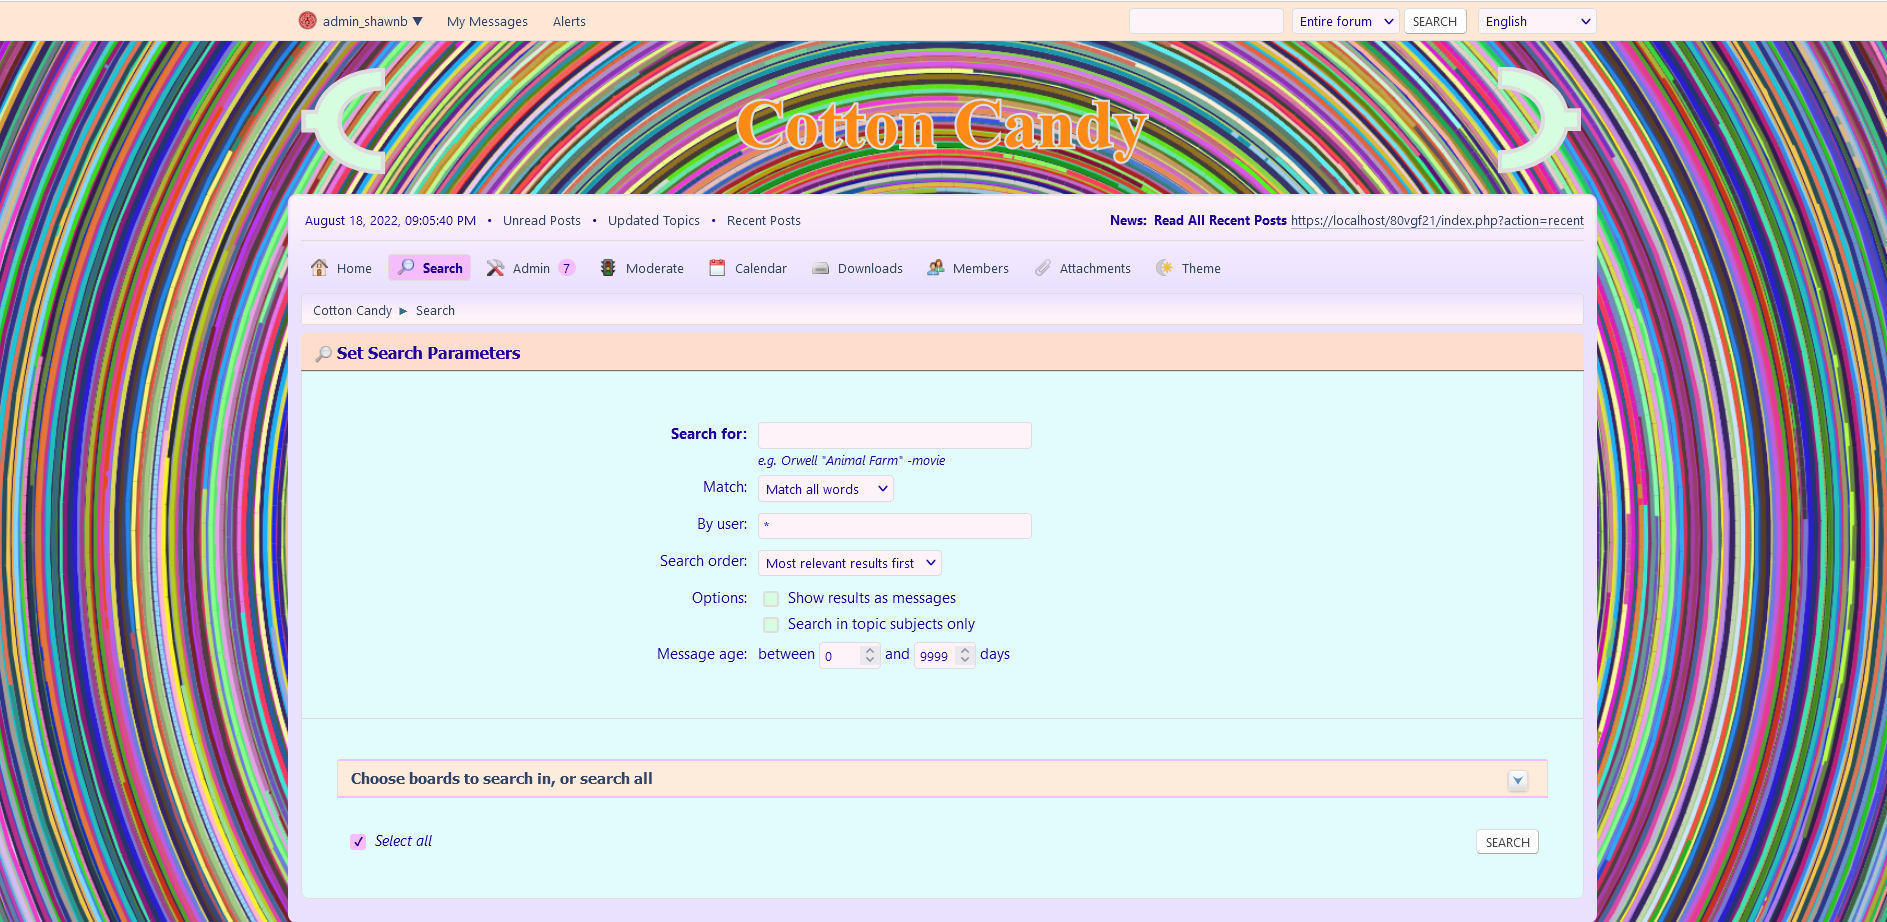 admin_shawnb ▼ My Messages Alerts Entire forum SEARCH English
Cotton Candy
August 18, 2022, 09:05:40 PM • Unread Posts • Updated Topics • Recent Posts News: Read All Recent Posts https://localhost/80vgf21/index.php?action=recent
Home Search Admin 7 Moderate Calendar Downloads Members Attachments Theme
Cotton Candy ► Search
Set Search Parameters
Search for:
e.g. Orwell "Animal Farm" -movie
Match: Match all words
By user: *
Search order: Most relevant results first
Options: Show results as messages
Search in topic subjects only
Message age: between 0 and 9999 days
Choose boards to search in, or search all
Select all SEARCH